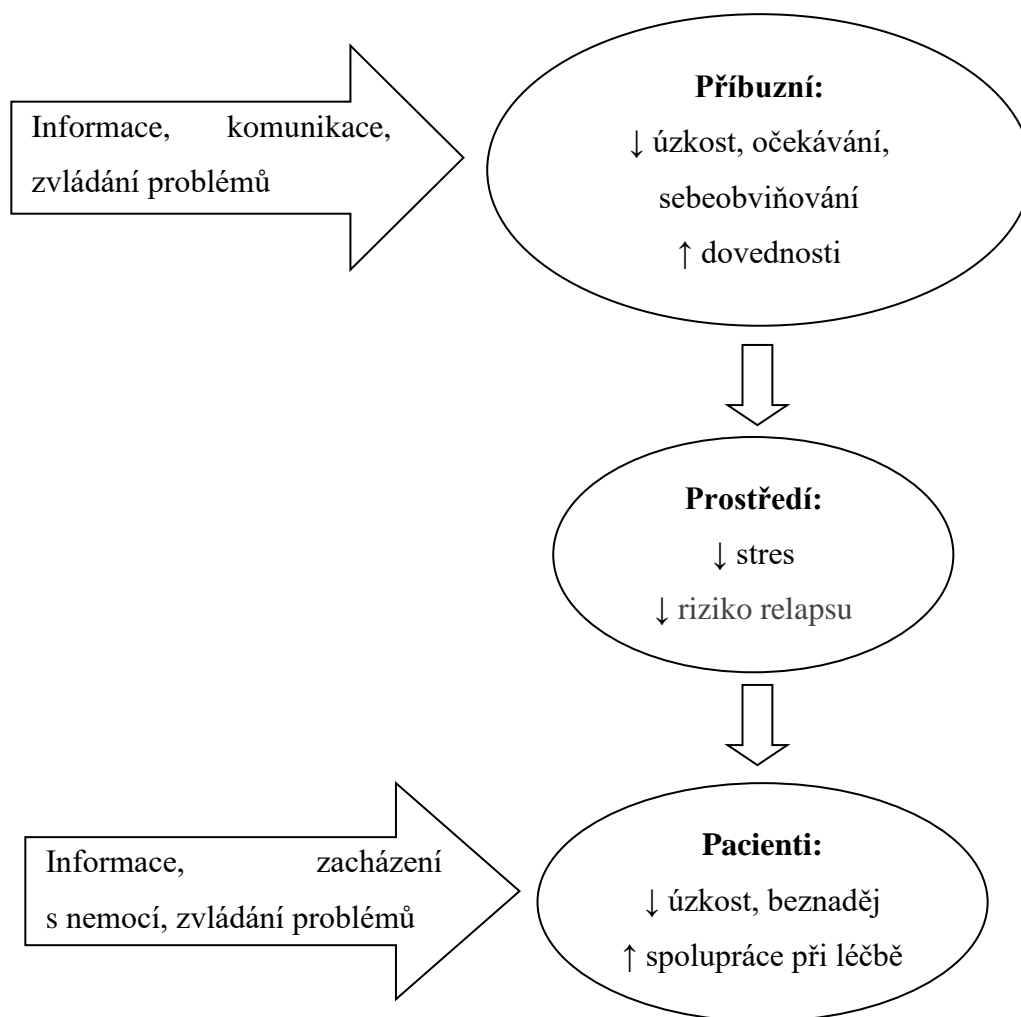 Informace, komunikace,
zvládání problémů
Příbuzní:
↓ úzkost, očekávání,
sebeobviňování
↑ dovednosti
Prostředí:
↓ stres
↓ riziko relapsu
Informace, zacházení
s nemocí, zvládání problémů
Pacienti:
↓ úzkost, beznaděj
↑ spolupráce při léčbě